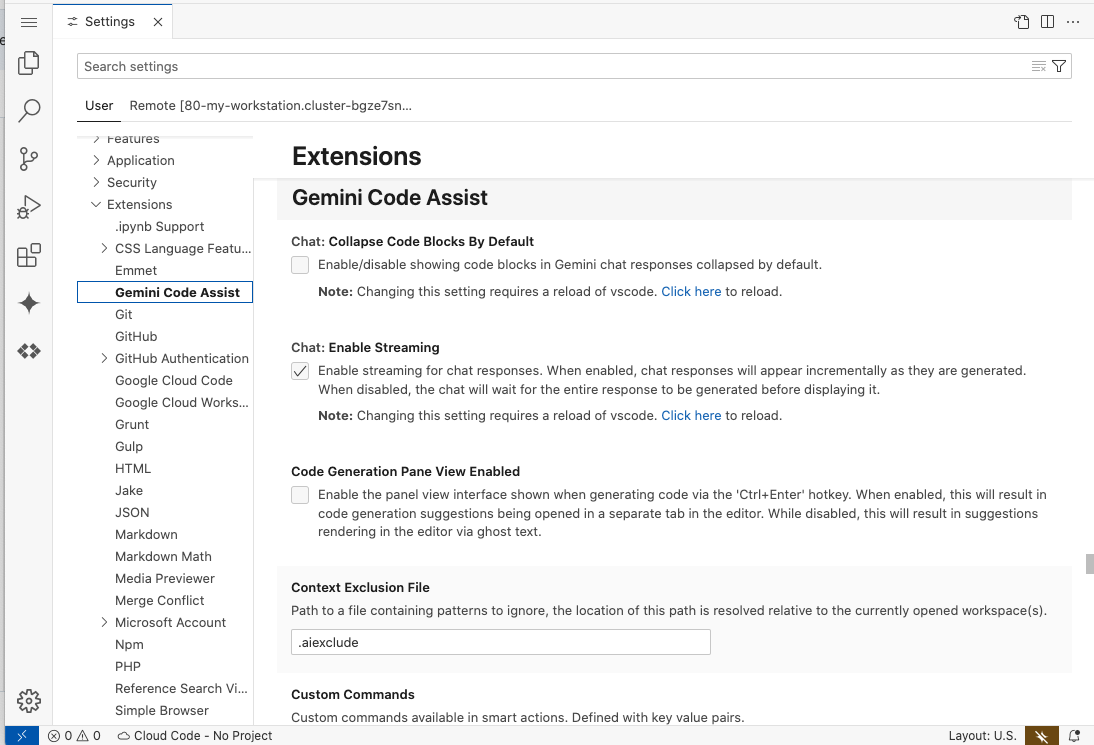 Settings
Search settings
User
Remote [80-my-workstation.cluster-bgze7sn...
Features
Application
Security
Extensions
.ipynb Support
CSS Language Featu...
Emmet
Gemini Code Assist
Git
GitHub
GitHub Authentication
Google Cloud Code
Google Cloud Works...
Grunt
Gulp
HTML
Jake
JSON
Markdown
Markdown Math
Media Previewer
Merge Conflict
Microsoft Account
Npm
PHP
Reference Search Vi...
Simple Browser
Extensions
Gemini Code Assist
Chat: Collapse Code Blocks By Default
Enable/disable showing code blocks in Gemini chat responses collapsed by default.
Note: Changing this setting requires a reload of vscode. Click here to reload.
Chat: Enable Streaming
Enable streaming for chat responses. When enabled, chat responses will appear incrementally as they are generated.
When disabled, the chat will wait for the entire response to be generated before displaying it.
Note: Changing this setting requires a reload of vscode. Click here to reload.
Code Generation Pane View Enabled
Enable the panel view interface shown when generating code via the 'Ctrl+Enter' hotkey. When enabled, this will result in
code generation suggestions being opened in a separate tab in the editor. While disabled, this will result in suggestions
rendering in the editor via ghost text.
Context Exclusion File
Path to a file containing patterns to ignore, the location of this path is resolved relative to the currently opened workspace(s).
.aiexclude
Custom Commands
Custom commands available in smart actions. Defined with key value pairs.
0 0 Cloud Code - No Project
Layout: U.S.